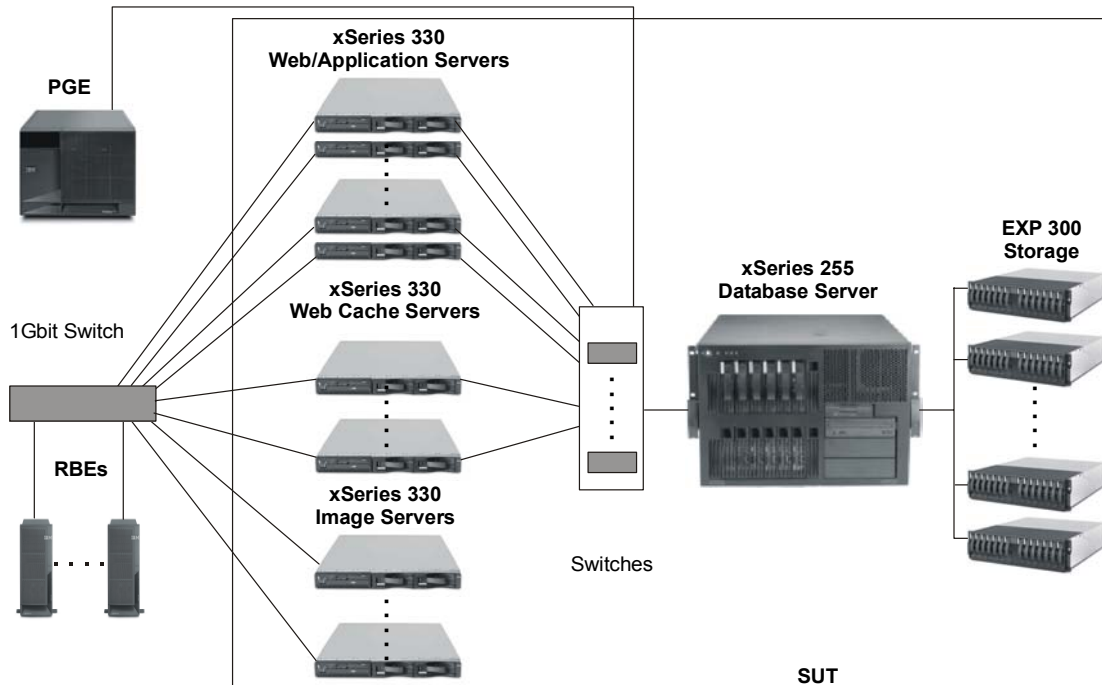 xSeries 330
Web/Application Servers
PGE
EXP 300
Storage
xSeries 255
Database Server
xSeries 330
Web Cache Servers
1Gbit Switch
RBEs
xSeries 330
Image Servers
Switches
SUT